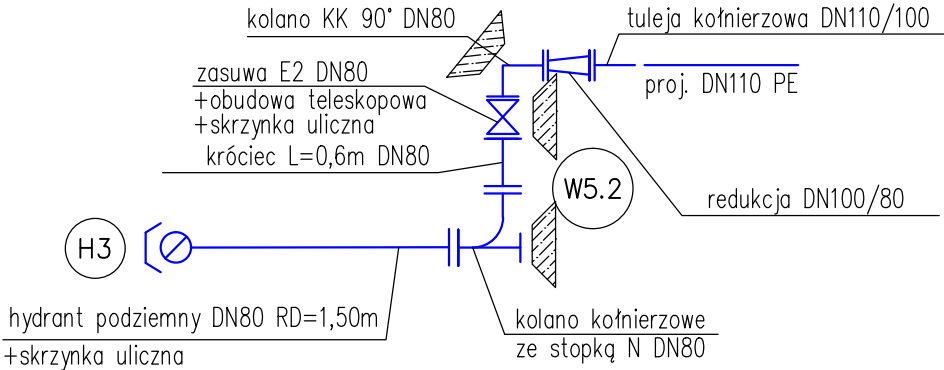 kolano KK 90° DN80
tuleja kołnierzowa DN110/100
zasuwa E2 DN80
+obudowa teleskopowa
+skrzynka uliczna
proj. DN110 PE
króciec L=0,6m DN80
W5.2
redukcja DN100/80
H3
hydrant podziemny DN80 RD=1,50m
+skrzynka uliczna
kolano kołnierzowe
ze stopką N DN80